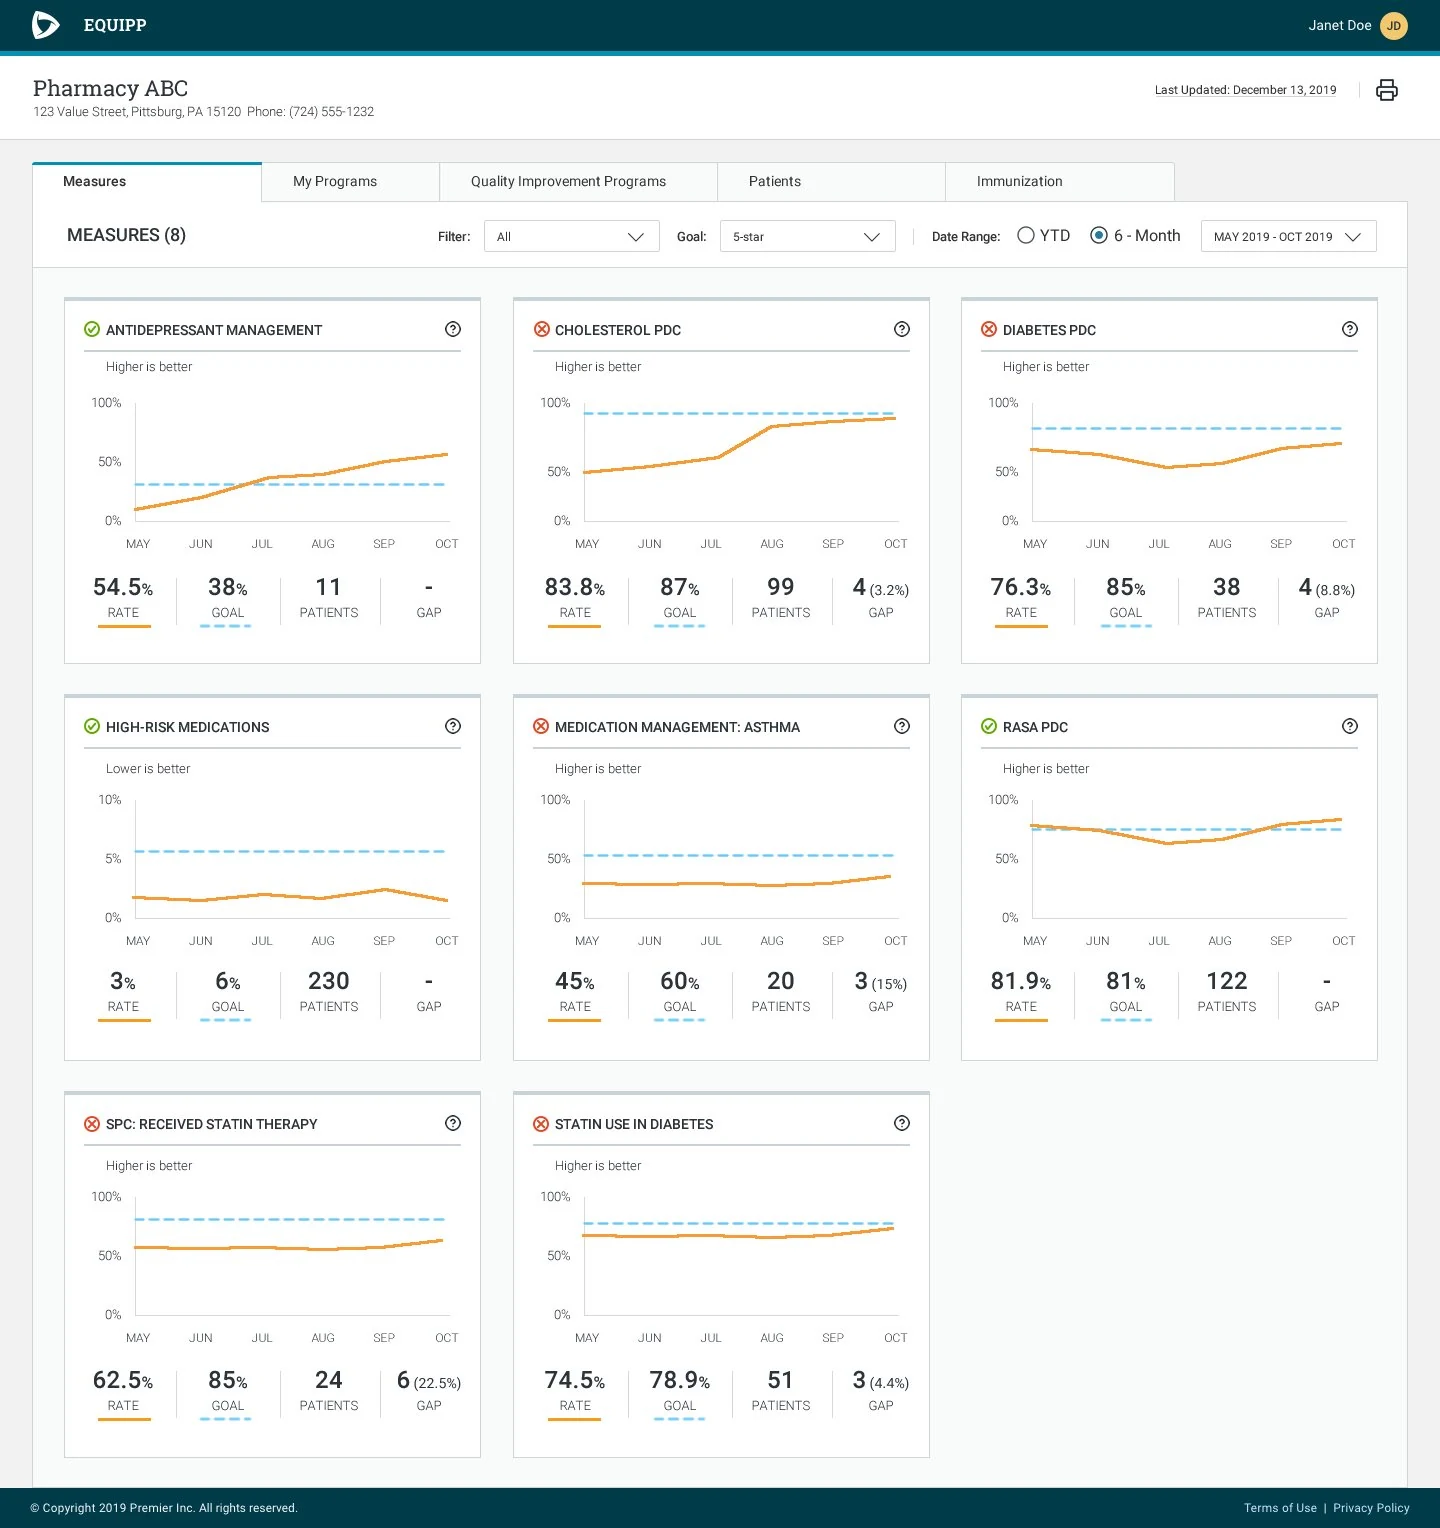 EQUIPP
Janet Doe JD
Pharmacy ABC
123 Value Street, Pittsburg, PA 15120 Phone: (724) 555-1232
Last Updated: December 13, 2019
Measures My Programs Quality Improvement Programs Patients Immunization
MEASURES (8)
Filter: All Goal: 5-star Date Range: YTD 6 - Month MAY 2019 - OCT 2019
ANTIDEPRESSANT MANAGEMENT
Higher is better
100%
50%
0%
MAY JUN JUL AUG SEP OCT
54.5% 38% 11 -
RATE GOAL PATIENTS GAP
CHOLESTEROL PDC
Higher is better
100%
50%
0%
MAY JUN JUL AUG SEP OCT
83.8% 87% 99 4 (3.2%)
RATE GOAL PATIENTS GAP
DIABETES PDC
Higher is better
100%
50%
0%
MAY JUN JUL AUG SEP OCT
76.3% 85% 38 4 (8.8%)
RATE GOAL PATIENTS GAP
HIGH-RISK MEDICATIONS
Lower is better
10%
5%
0%
MAY JUN JUL AUG SEP OCT
3% 6% 230 -
RATE GOAL PATIENTS GAP
MEDICATION MANAGEMENT: ASTHMA
Higher is better
100%
50%
0%
MAY JUN JUL AUG SEP OCT
45% 60% 20 3 (15%)
RATE GOAL PATIENTS GAP
RASA PDC
Higher is better
100%
50%
0%
MAY JUN JUL AUG SEP OCT
81.9% 81% 122 -
RATE GOAL PATIENTS GAP
SPC: RECEIVED STATIN THERAPY
Higher is better
100%
50%
0%
MAY JUN JUL AUG SEP OCT
62.5% 85% 24 6 (22.5%)
RATE GOAL PATIENTS GAP
STATIN USE IN DIABETES
Higher is better
100%
50%
0%
MAY JUN JUL AUG SEP OCT
74.5% 78.9% 51 3 (4.4%)
RATE GOAL PATIENTS GAP
© Copyright 2019 Premier Inc. All rights reserved.
Terms of Use | Privacy Policy